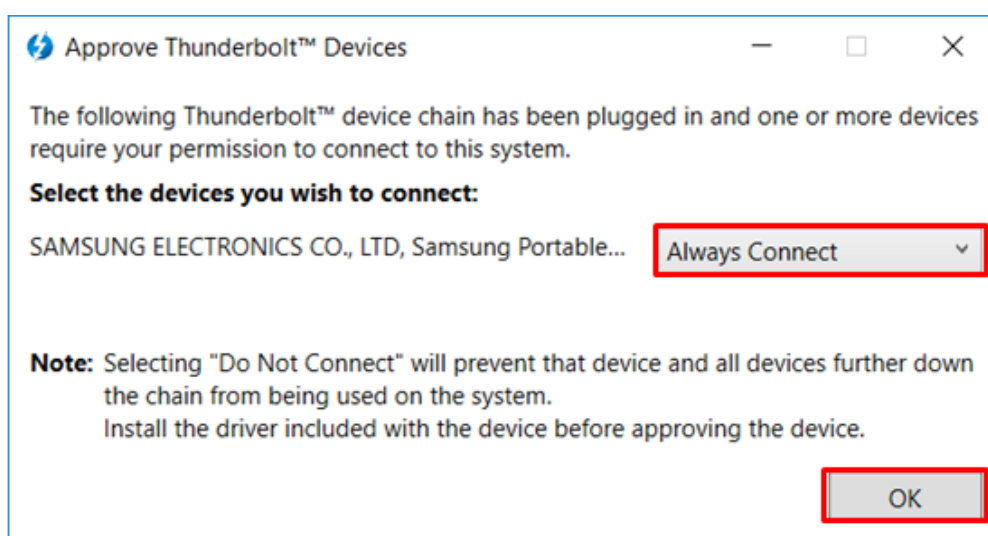 Approve Thunderbolt™ Devices
The following Thunderbolt™ device chain has been plugged in and one or more devices
require your permission to connect to this system.
Select the devices you wish to connect:
SAMSUNG ELECTRONICS CO., LTD, Samsung Portable... Always Connect
Note: Selecting "Do Not Connect" will prevent that device and all devices further down
the chain from being used on the system.
Install the driver included with the device before approving the device.
OK